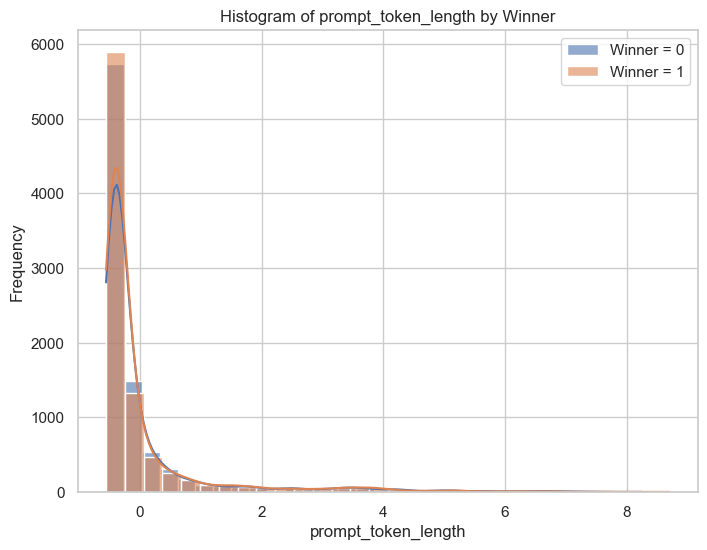 Histogram of prompt_token_length by Winner
Winner = 0
Winner = 1
6000
5000
4000
3000
2000
1000
0
Frequency
0 2 4 6 8
prompt_token_length